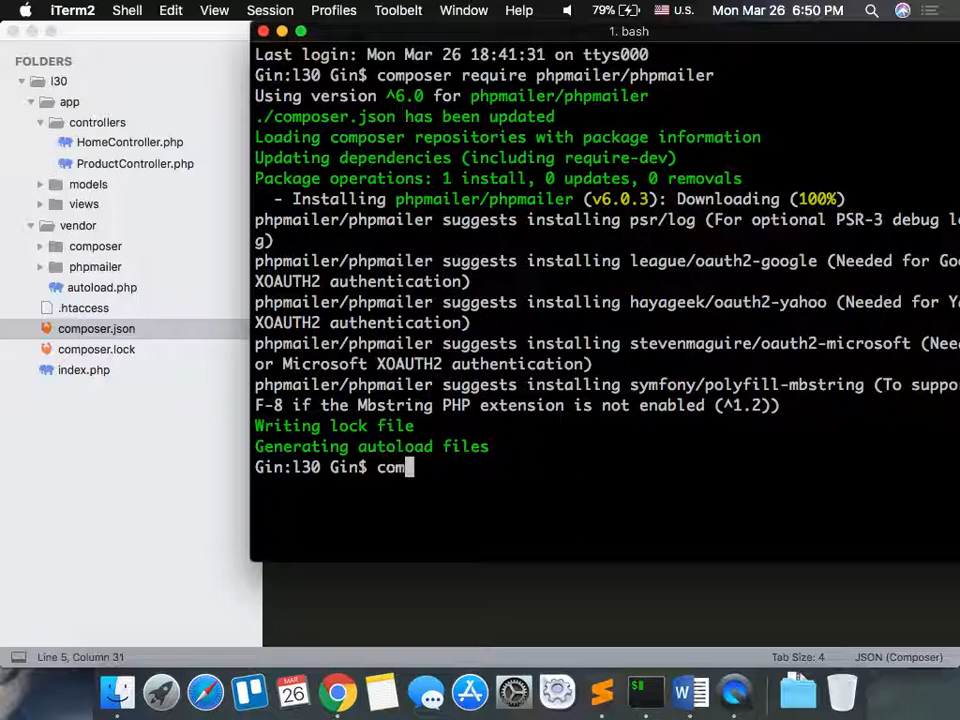 iTerm2 Shell Edit View Session Profiles Toolbelt Window Help 79% U.S. Mon Mar 26 6:50 PM
1. bash
FOLDERS
l30
app
controllers
HomeController.php
ProductController.php
models
views
vendor
composer
phpmailer
autoload.php
.htaccess
composer.json
composer.lock
index.php
Last login: Mon Mar 26 18:41:31 on ttys000
Gin:l30 Gin$ composer require phpmailer/phpmailer
Using version ^6.0 for phpmailer/phpmailer
./composer.json has been updated
Loading composer repositories with package information
Updating dependencies (including require-dev)
Package operations: 1 install, 0 updates, 0 removals
- Installing phpmailer/phpmailer (v6.0.3): Downloading (100%)
phpmailer/phpmailer suggests installing psr/log (For optional PSR-3 debug lo
g)
phpmailer/phpmailer suggests installing league/oauth2-google (Needed for Goo
XOAUTH2 authentication)
phpmailer/phpmailer suggests installing hayageek/oauth2-yahoo (Needed for Y
XOAUTH2 authentication)
phpmailer/phpmailer suggests installing stevenmaguire/oauth2-microsoft (Nee
or Microsoft XOAUTH2 authentication)
phpmailer/phpmailer suggests installing symfony/polyfill-mbstring (To suppo
F-8 if the Mbstring PHP extension is not enabled (^1.2))
Writing lock file
Generating autoload files
Gin:l30 Gin$ com
Line 5, Column 31 Tab Size: 4 JSON (Composer)
MAR
26
$
W